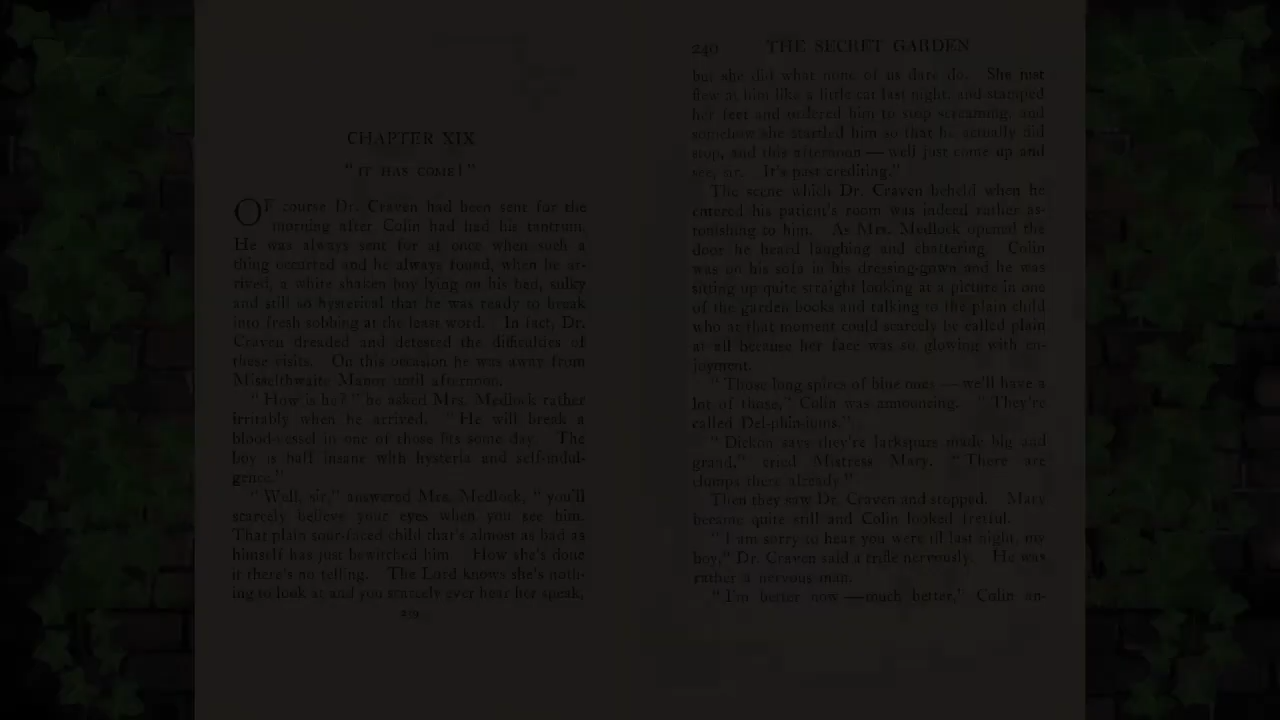 CHAPTER XIX
"IT HAS COME!"
OF course Dr. Craven had been sent for the
morning after Colin had had his tantrum.
He was always sent for at once when such a
thing occurred and he always found, when he ar-
rived, a white shaken boy lying on his bed, sulky
and still so hysterical that he was ready to break
into fresh sobbing at the least word. In fact, Dr.
Craven dreaded and detested the difficulties of
these visits. On this occasion he was away from
Misselthwaite Manor until afternoon.
"How is he?" he asked Mrs. Medlock rather
irritably when he arrived. "He will break a
blood-vessel in one of those fits some day. The
boy is half insane with hysteria and self-indul-
gence."
"Well, sir," answered Mrs. Medlock, "you'll
scarcely believe your eyes when you see him.
That plain sour-faced child that's almost as bad as
himself has just bewitched him. How she's done
it there's no telling. The Lord knows she's noth-
ing to look at and you scarcely ever hear her speak,
239
240 THE SECRET GARDEN
but she did what none of us dare do. She just
flew at him like a little cat last night, and stamped
her feet and ordered him to stop screaming, and
somehow she startled him so that he actually did
stop, and this afternoon — well just come up and
see, sir. It's past crediting."
The scene which Dr. Craven beheld when he
entered his patient's room was indeed rather as-
tonishing to him. As Mrs. Medlock opened the
door he heard laughing and chattering. Colin
was on his sofa in his dressing-gown and he was
sitting up quite straight looking at a picture in one
of the garden books and talking to the plain child
who at that moment could scarcely be called plain
at all because her face was so glowing with en-
joyment.
"Those long spires of blue ones — we'll have a
lot of those," Colin was announcing. "They're
called Del-phin-iums."
"Dickon says they're larkspurs made big and
grand," cried Mistress Mary. "There are
clumps there already."
Then they saw Dr. Craven and stopped. Mary
became quite still and Colin looked fretful.
"I am sorry to hear you were ill last night, my
boy," Dr. Craven said a trifle nervously. He was
rather a nervous man.
"I'm better now — much better," Colin an-